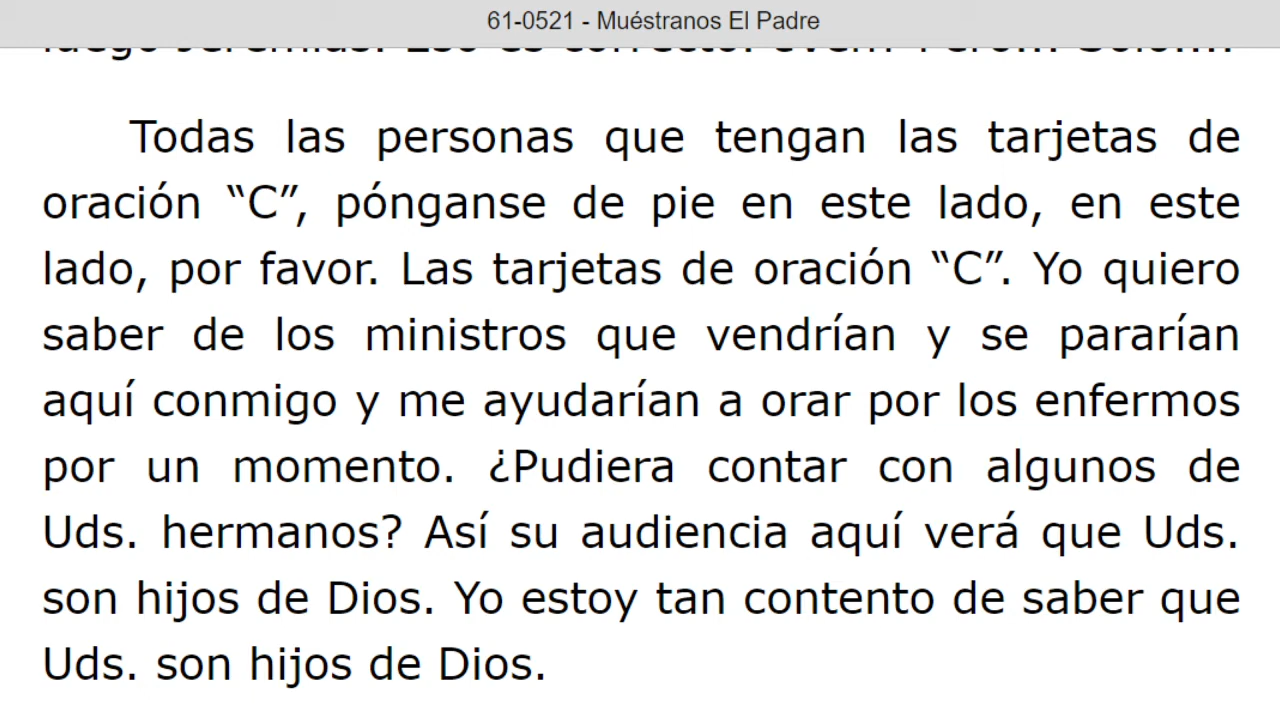 61-0521 - Muéstranos El Padre
Todas las personas que tengan las tarjetas de
oración “C”, pónganse de pie en este lado, en este
lado, por favor. Las tarjetas de oración “C”. Yo quiero
saber de los ministros que vendrían y se pararían
aquí conmigo y me ayudarían a orar por los enfermos
por un momento. ¿Pudiera contar con algunos de
Uds. hermanos? Así su audiencia aquí verá que Uds.
son hijos de Dios. Yo estoy tan contento de saber que
Uds. son hijos de Dios.